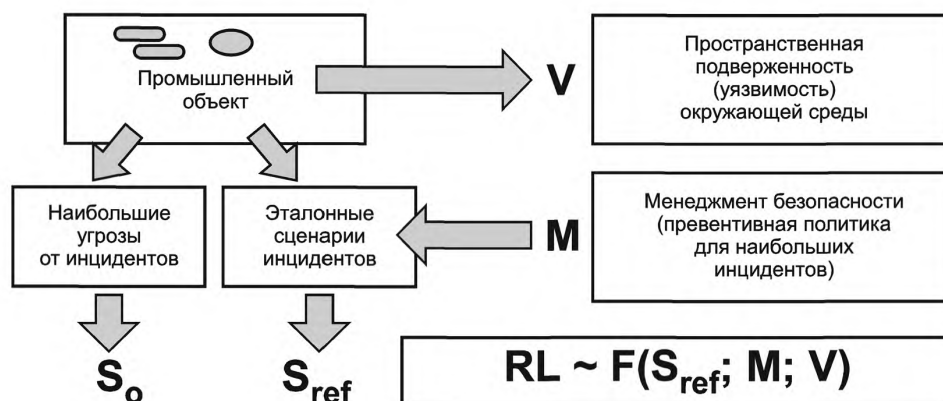 Промышленный
объект
V
Пространственная
подверженность
(уязвимость)
окружающей среды
Наибольшие
угрозы
от инцидентов
Эталонные
сценарии
инцидентов
M
Менеджмент безопасности
(превентивная политика
для наибольших
инцидентов)
So
Sref
RL ~ F(Sref; M; V)